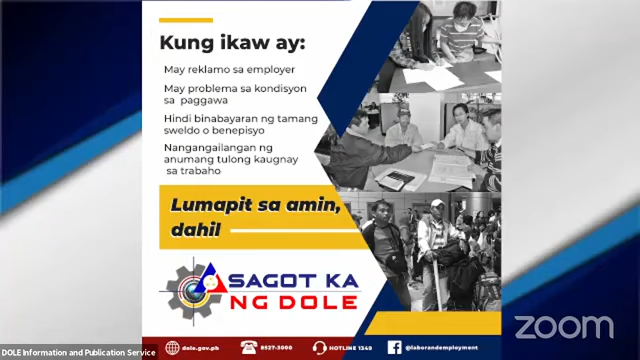 Kung ikaw ay:
May reklamo sa employer
May problema sa kondisyon
sa paggawa
Hindi binabayaran ng tamang
sweldo o benepisyo
Nangangailangan ng
anumang tulong kaugnay
sa trabaho
Lumapit sa amin,
dahil
SAGOT KA
NG DOLE
dole.gov.ph
8527-3000
HOTLINE 1349
@laborandemployment
DOLE Information and Publication Service
zoom